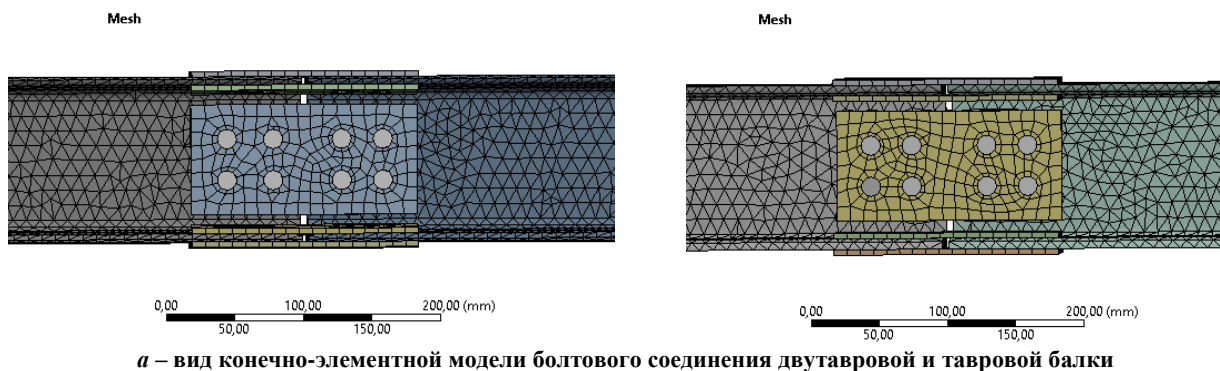 Mesh
Mesh
0,00 100,00 200,00 (mm)
50,00 150,00
0,00 100,00 200,00 (mm)
50,00 150,00
а – вид конечно-элементной модели болтового соединения двутавровой и тавровой балки